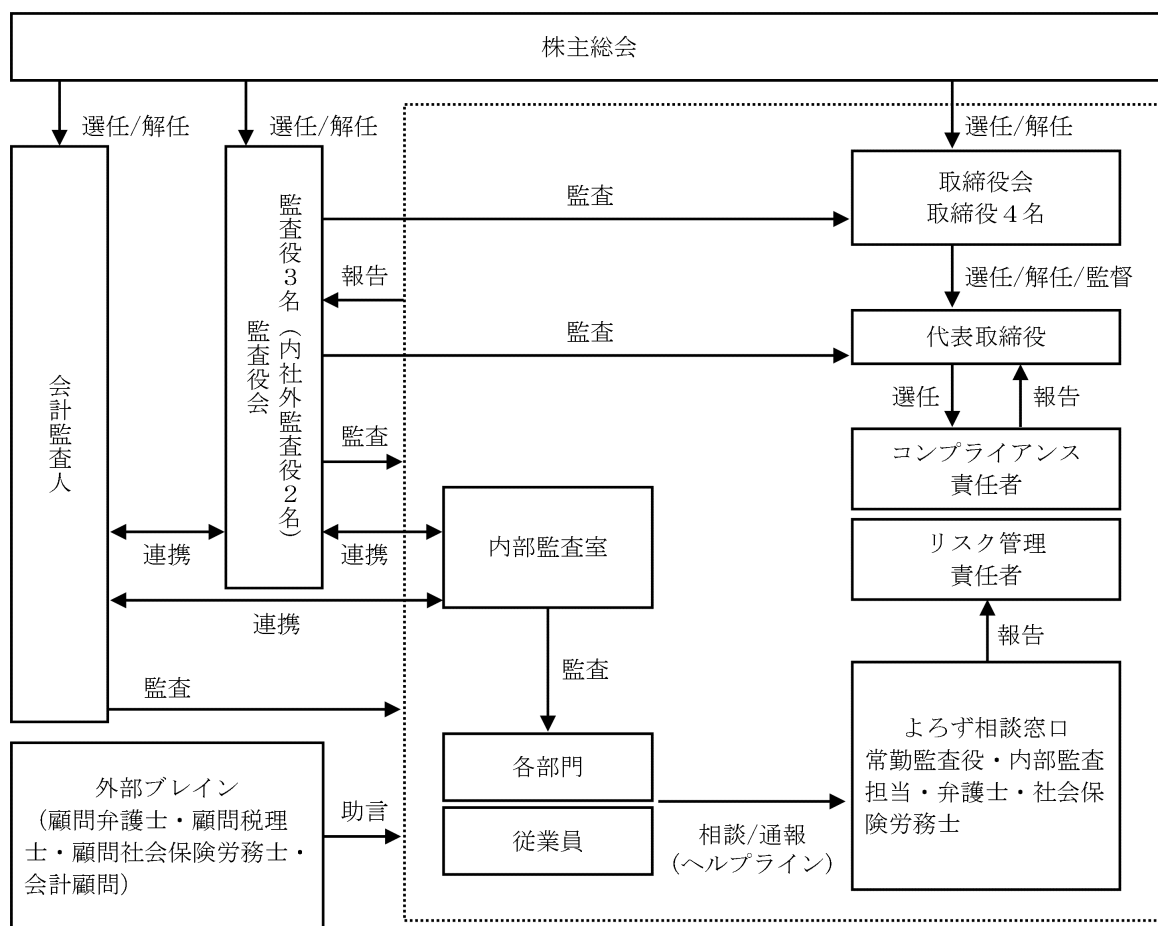 株主総会
選任/解任
選任/解任
選任/解任
会計監査人
監査役3名（内社外監査役2名）
監査役会
監査
取締役会
取締役４名
報告
選任/解任/監督
監査
代表取締役
選任
報告
監査
コンプライアンス
責任者
連携
連携
内部監査室
リスク管理
責任者
連携
報告
監査
監査
よろず相談窓口
常勤監査役・内部監査
担当・弁護士・社会保
険労務士
各部門
従業員
相談/通報
(ヘルプライン)
外部ブレイン
(顧問弁護士・顧問税理
士・顧問社会保険労務士・
会計顧問)
助言